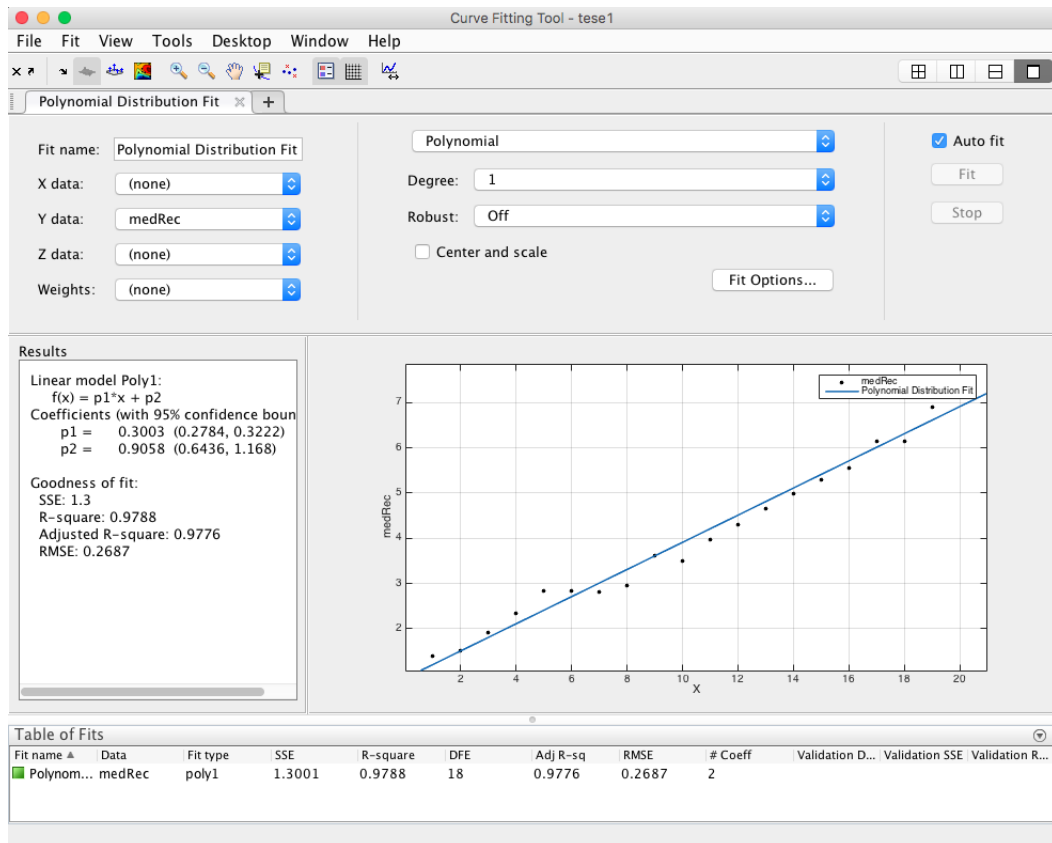 Curve Fitting Tool - tese1
File Fit View Tools Desktop Window Help
Polynomial Distribution Fit
Fit name: Polynomial Distribution Fit
X data: (none)
Y data: medRec
Z data: (none)
Weights: (none)
Polynomial
Degree: 1
Robust: Off
Center and scale
Fit Options...
Auto fit
Fit
Stop
Results
Linear model Poly1:
f(x) = p1*x + p2
Coefficients (with 95% confidence boun
p1 = 0.3003 (0.2784, 0.3222)
p2 = 0.9058 (0.6436, 1.168)
Goodness of fit:
SSE: 1.3
R-square: 0.9788
Adjusted R-square: 0.9776
RMSE: 0.2687
medRec
Polynomial Distribution Fit
7
6
5
4
3
2
medRec
2 4 6 8 10 12 14 16 18 20
X
Table of Fits
Fit name Data Fit type SSE R-square DFE Adj R-sq RMSE # Coeff Validation D... Validation SSE Validation R...
Polynom... medRec poly1 1.3001 0.9788 18 0.9776 0.2687 2